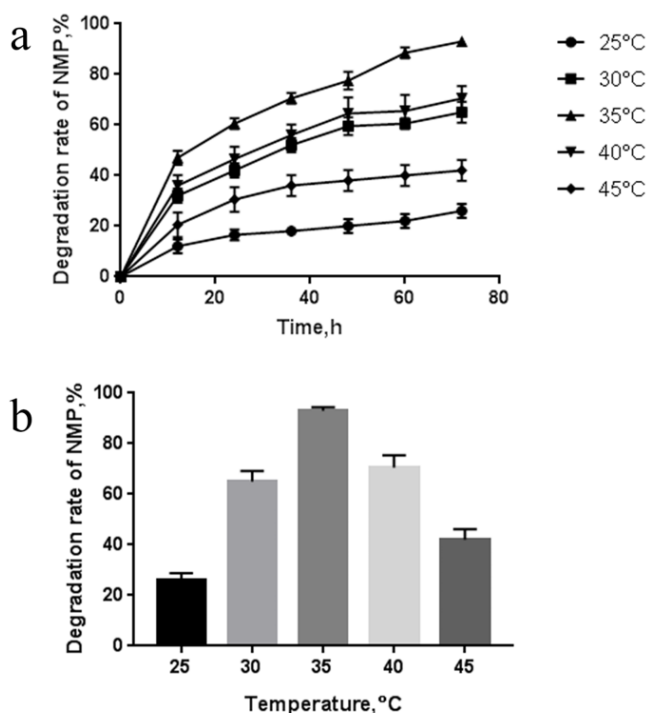 a
Degradation rate of NMP,%
100
80
60
40
20
0
0 20 40 60 80
Time,h
25°C
30°C
35°C
40°C
45°C
b
Degradation rate of NMP,%
100
80
60
40
20
0
25 30 35 40 45
Temperature,°C